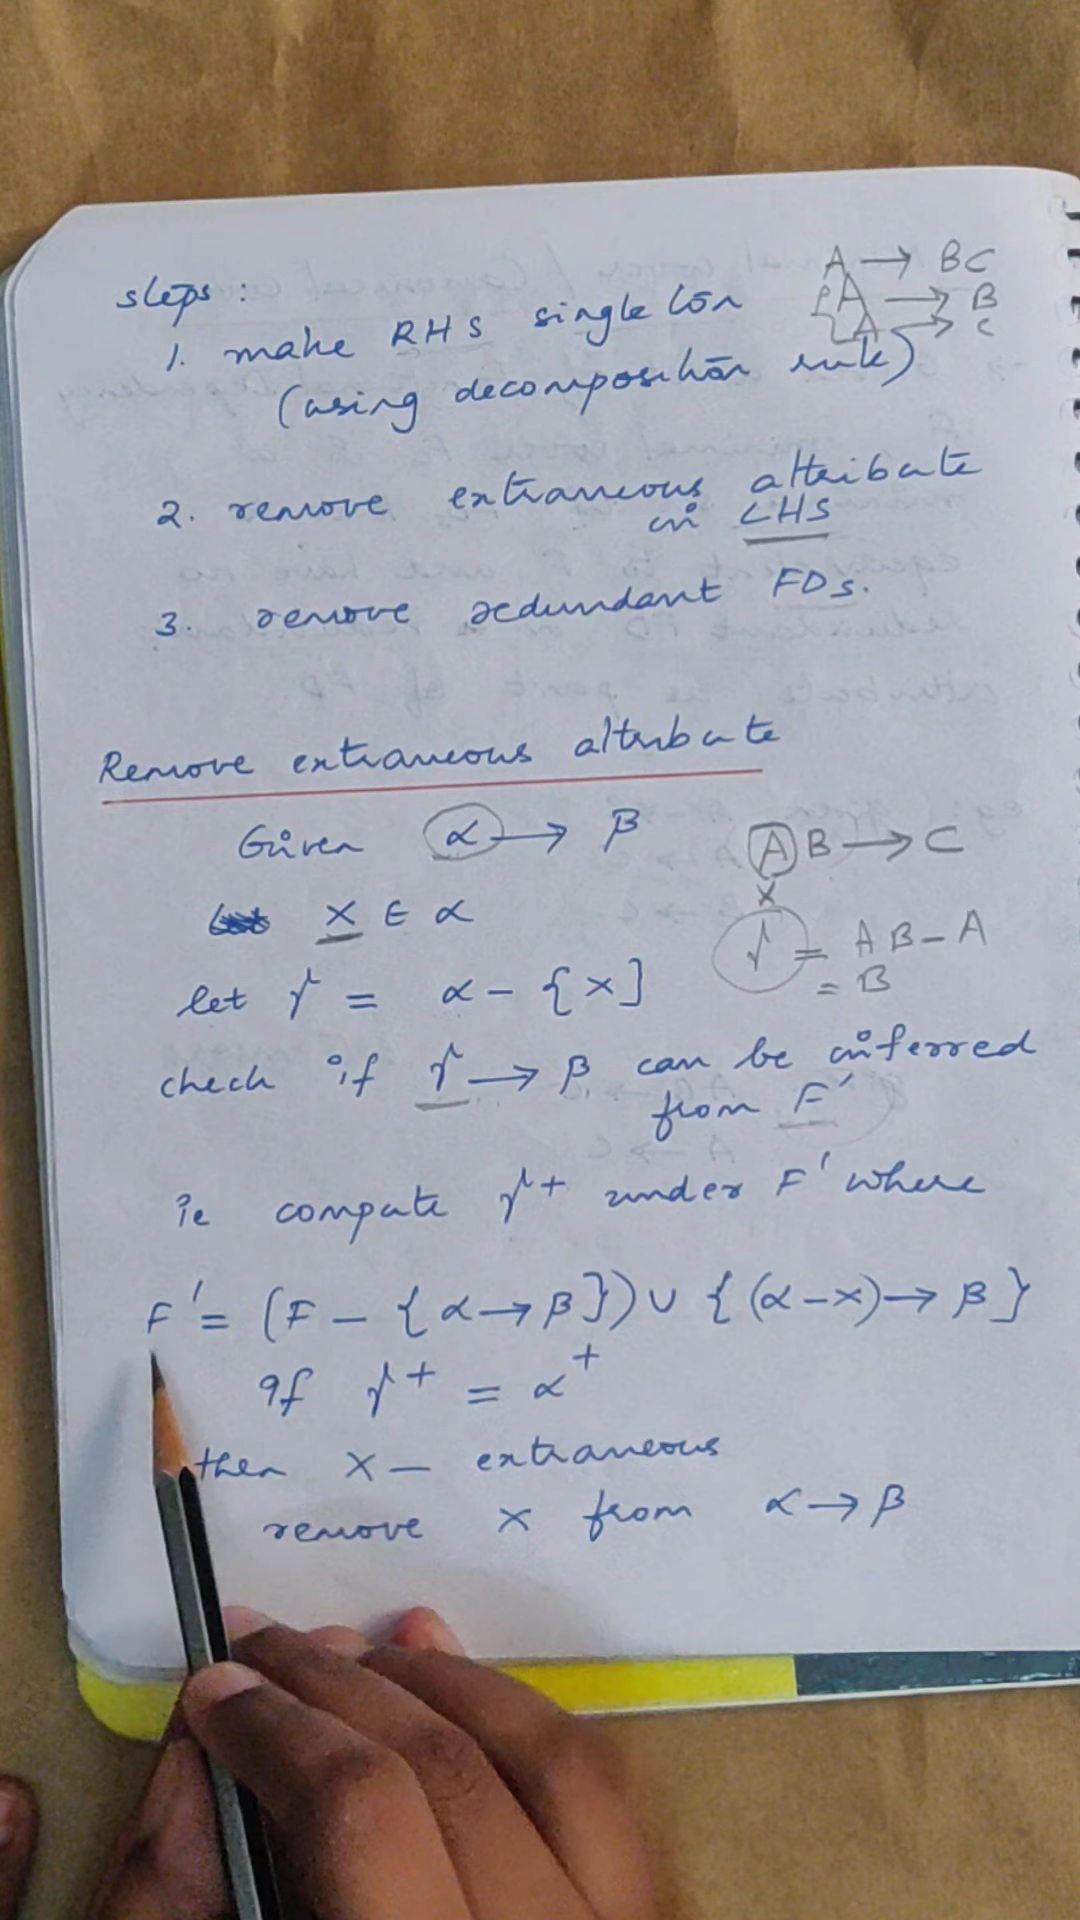 steps:
A → BC
A → B
A → C
1. make RHS singleton
(using decomposition rule)
2. remove extraneous attribute
in LHS
3. remove redundant FDs.
Remove extraneous attribute
Given α → β
AB → C
x
x ∈ α
γ = AB - A
= B
let γ = α - {x}
check if γ → β can be inferred
from F'
ie compute γ+ under F' where
F' = (F - {α → β}) ∪ {(α - x) → β}
If γ+ = α+
then x - extraneous
remove x from α → β